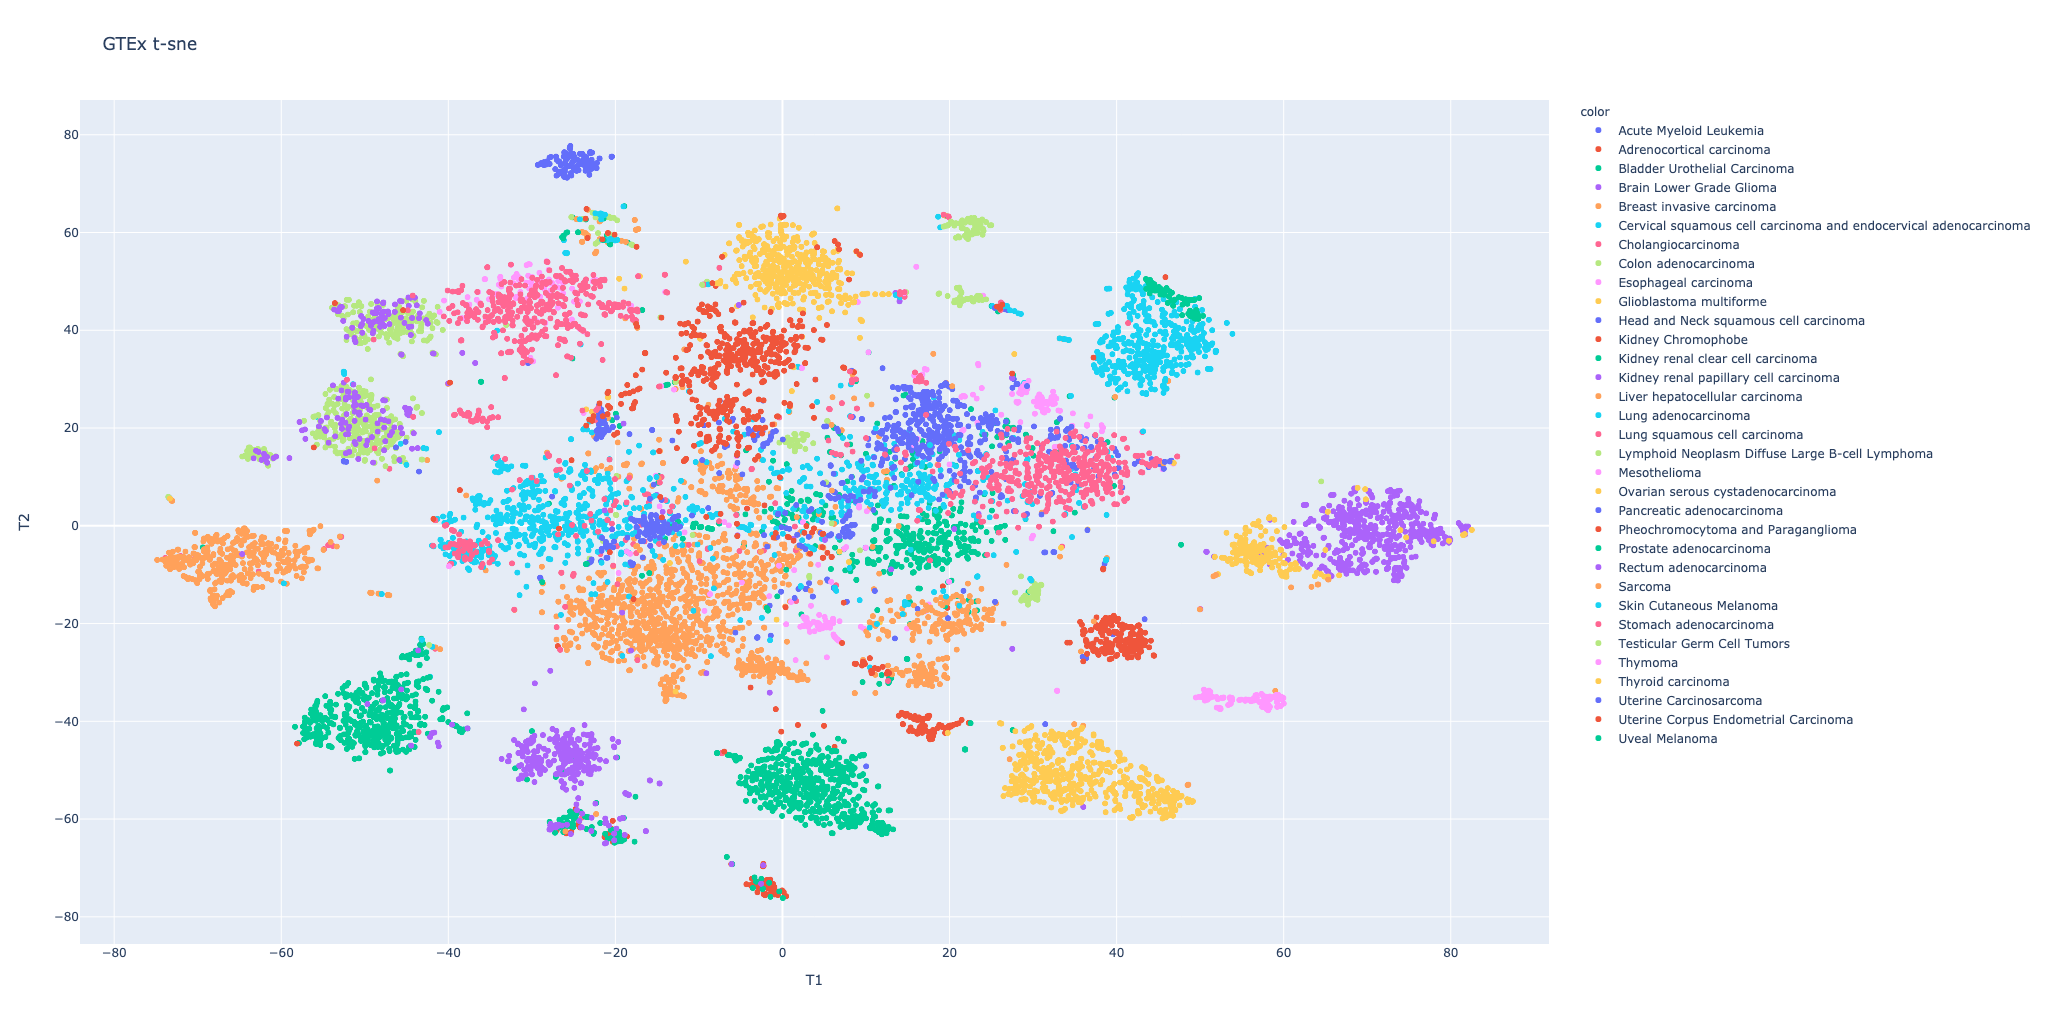 GTEx t-sne
color
Acute Myeloid Leukemia
Adrenocortical carcinoma
Bladder Urothelial Carcinoma
Brain Lower Grade Glioma
Breast invasive carcinoma
Cervical squamous cell carcinoma and endocervical adenocarcinoma
Cholangiocarcinoma
Colon adenocarcinoma
Esophageal carcinoma
Glioblastoma multiforme
Head and Neck squamous cell carcinoma
Kidney Chromophobe
Kidney renal clear cell carcinoma
Kidney renal papillary cell carcinoma
Liver hepatocellular carcinoma
Lung adenocarcinoma
Lung squamous cell carcinoma
Lymphoid Neoplasm Diffuse Large B-cell Lymphoma
Mesothelioma
Ovarian serous cystadenocarcinoma
Pancreatic adenocarcinoma
Pheochromocytoma and Paraganglioma
Prostate adenocarcinoma
Rectum adenocarcinoma
Sarcoma
Skin Cutaneous Melanoma
Stomach adenocarcinoma
Testicular Germ Cell Tumors
Thymoma
Thyroid carcinoma
Uterine Carcinosarcoma
Uterine Corpus Endometrial Carcinoma
Uveal Melanoma
80
60
40
20
0
−20
−40
−60
−80
T2
−80 −60 −40 −20 0 20 40 60 80
T1